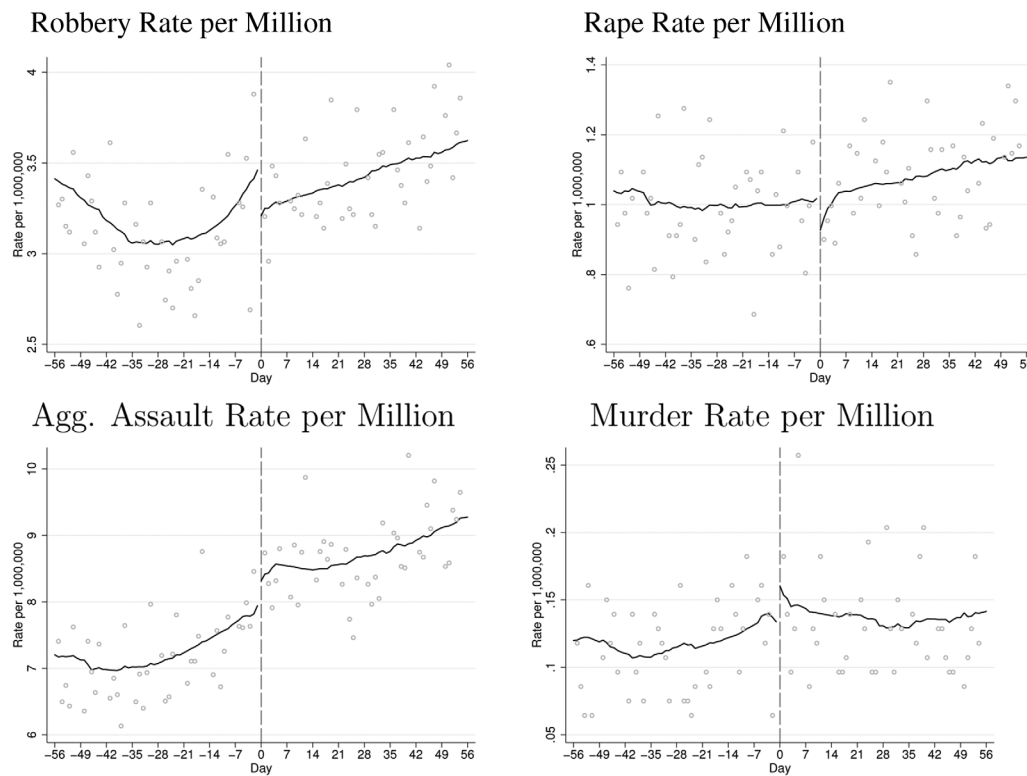 Robbery Rate per Million
Rape Rate per Million
4
3.5
3
2.5
Rate per 1,000,000
−56 −49 −42 −35 −28 −21 −14 −7 0 7 14 21 28 35 42 49 56
Day
1.4
1.2
1
.8
.6
Rate per 1,000,000
−56 −49 −42 −35 −28 −21 −14 −7 0 7 14 21 28 35 42 49
Day
Agg. Assault Rate per Million
Murder Rate per Million
10
9
8
7
6
Rate per 1,000,000
−56 −49 −42 −35 −28 −21 −14 −7 0 7 14 21 28 35 42 49 56
Day
.25
.2
.15
.1
.05
Rate per 1,000,000
−56 −49 −42 −35 −28 −21 −14 −7 0 7 14 21 28 35 42 49 56
Day